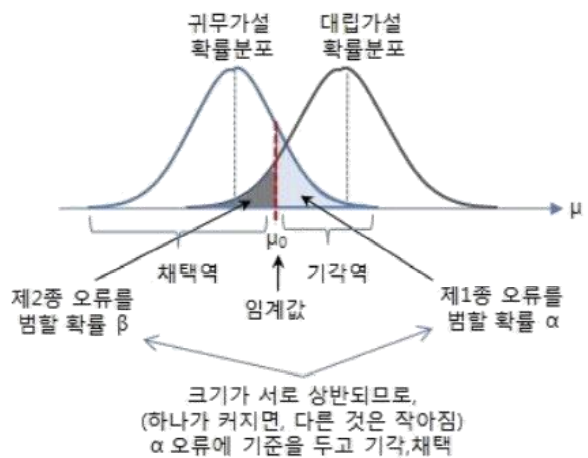 귀무가설
확률분포
대립가설
확률분포
μ
μ₀
채택역
기각역
임계값
제2종 오류를
범할 확률 β
제1종 오류를
범할 확률 α
크기가 서로 상반되므로,
(하나가 커지면, 다른 것은 작아짐)
α 오류에 기준을 두고 기각,채택